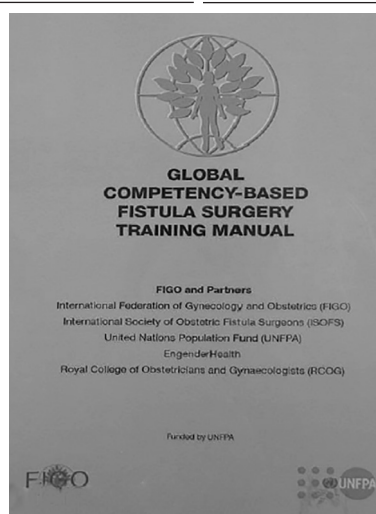 GLOBAL
COMPETENCY-BASED
FISTULA SURGERY
TRAINING MANUAL
FIGO and Partners
International Federation of Gynecology and Obstetrics (FIGO)
International Society of Obstetric Fistula Surgeons (ISOFS)
United Nations Population Fund (UNFPA)
EngenderHealth
Royal College of Obstetricians and Gynaecologists (RCOG)
Funded by UNFPA
FIGO
UNFPA